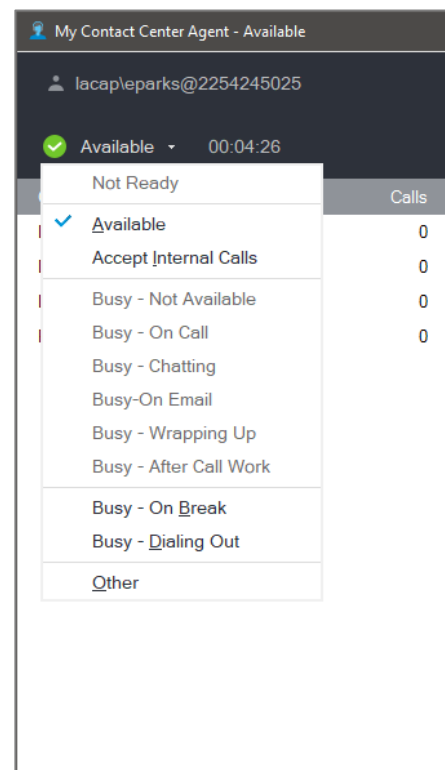 My Contact Center Agent - Available
lacap\eparks@2254245025
Available 00:04:26
Not Ready
Calls
Available
0
Accept Internal Calls
0
Busy - Not Available
0
Busy - On Call
0
Busy - Chatting
Busy-On Email
Busy - Wrapping Up
Busy - After Call Work
Busy - On Break
Busy - Dialing Out
Other